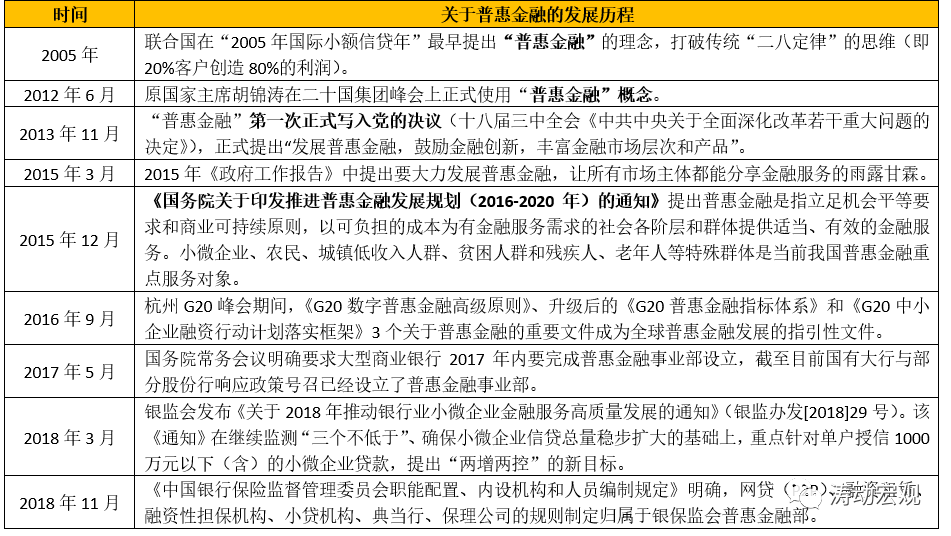 时间
关于普惠金融的发展历程
2005 年
联合国在“2005 年国际小额信贷年”最早提出“普惠金融”的理念，打破传统“二八定律”的思维（即
20%客户创造 80%的利润）。
2012 年 6 月
原国家主席胡锦涛在二十国集团峰会上正式使用“普惠金融”概念。
2013 年 11 月
“普惠金融”第一次正式写入党的决议（十八届三中全会《中共中央关于全面深化改革若干重大问题的
决定》），正式提出“发展普惠金融，鼓励金融创新，丰富金融市场层次和产品”。
2015 年 3 月
2015 年《政府工作报告》中提出要大力发展普惠金融，让所有市场主体都能分享金融服务的雨露甘霖。
2015 年 12 月
《国务院关于印发推进普惠金融发展规划（2016-2020 年）的通知》提出普惠金融是指立足机会平等要
求和商业可持续原则，以可负担的成本为有金融服务需求的社会各阶层和群体提供适当、有效的金融服
务。小微企业、农民、城镇低收入人群、贫困人群和残疾人、老年人等特殊群体是当前我国普惠金融重
点服务对象。
2016 年 9 月
杭州 G20 峰会期间，《G20 数字普惠金融高级原则》、升级后的《G20 普惠金融指标体系》和《G20 中小
企业融资行动计划落实框架》3 个关于普惠金融的重要文件成为全球普惠金融发展的指引性文件。
2017 年 5 月
国务院常务会议明确要求大型商业银行 2017 年内要完成普惠金融事业部设立，截至目前国有大行与部
分股份行响应政策号召已经设立了普惠金融事业部。
2018 年 3 月
银监会发布《关于 2018 年推动银行业小微企业金融服务高质量发展的通知》（银监办发[2018]29 号）。该
《通知》在继续监测“三个不低于”、确保小微企业信贷总量稳步扩大的基础上，重点针对单户授信 1000
万元以下（含）的小微企业贷款，提出“两增两控”的新目标。
2018 年 11 月
《中国银行保险监督管理委员会职能配置、内设机构和人员编制规定》明确，网贷（P2P）、融资
融资性担保机构、小贷机构、典当行、保理公司的规则制定归属于银保监会普惠金融部。
涛动宏观